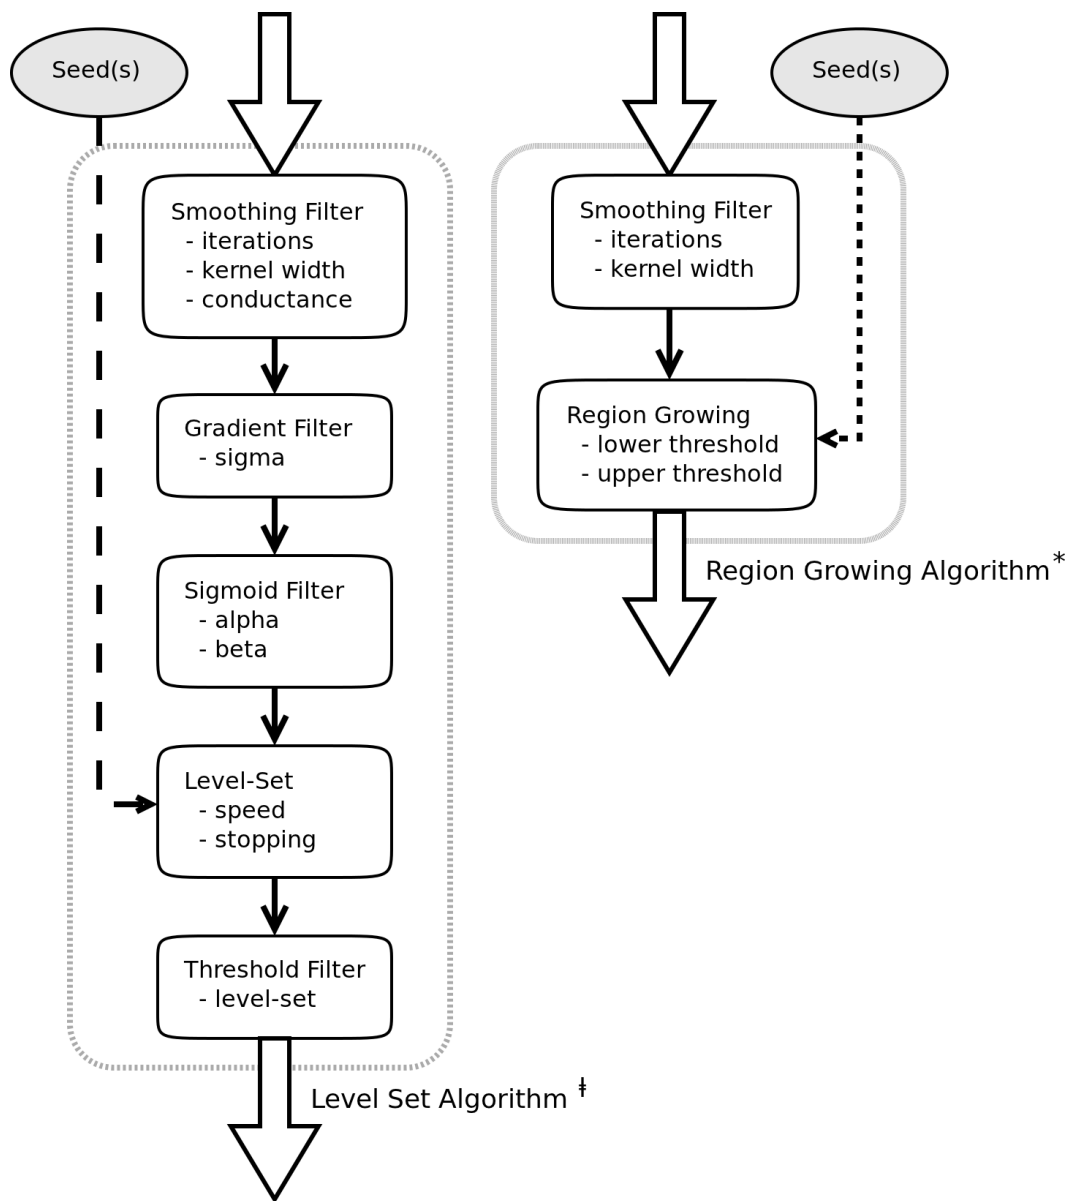 Seed(s)
Smoothing Filter
- iterations
- kernel width
- conductance
Gradient Filter
- sigma
Sigmoid Filter
- alpha
- beta
Level-Set
- speed
- stopping
Threshold Filter
- level-set
Level Set Algorithm ǂ
Seed(s)
Smoothing Filter
- iterations
- kernel width
Region Growing
- lower threshold
- upper threshold
Region Growing Algorithm*